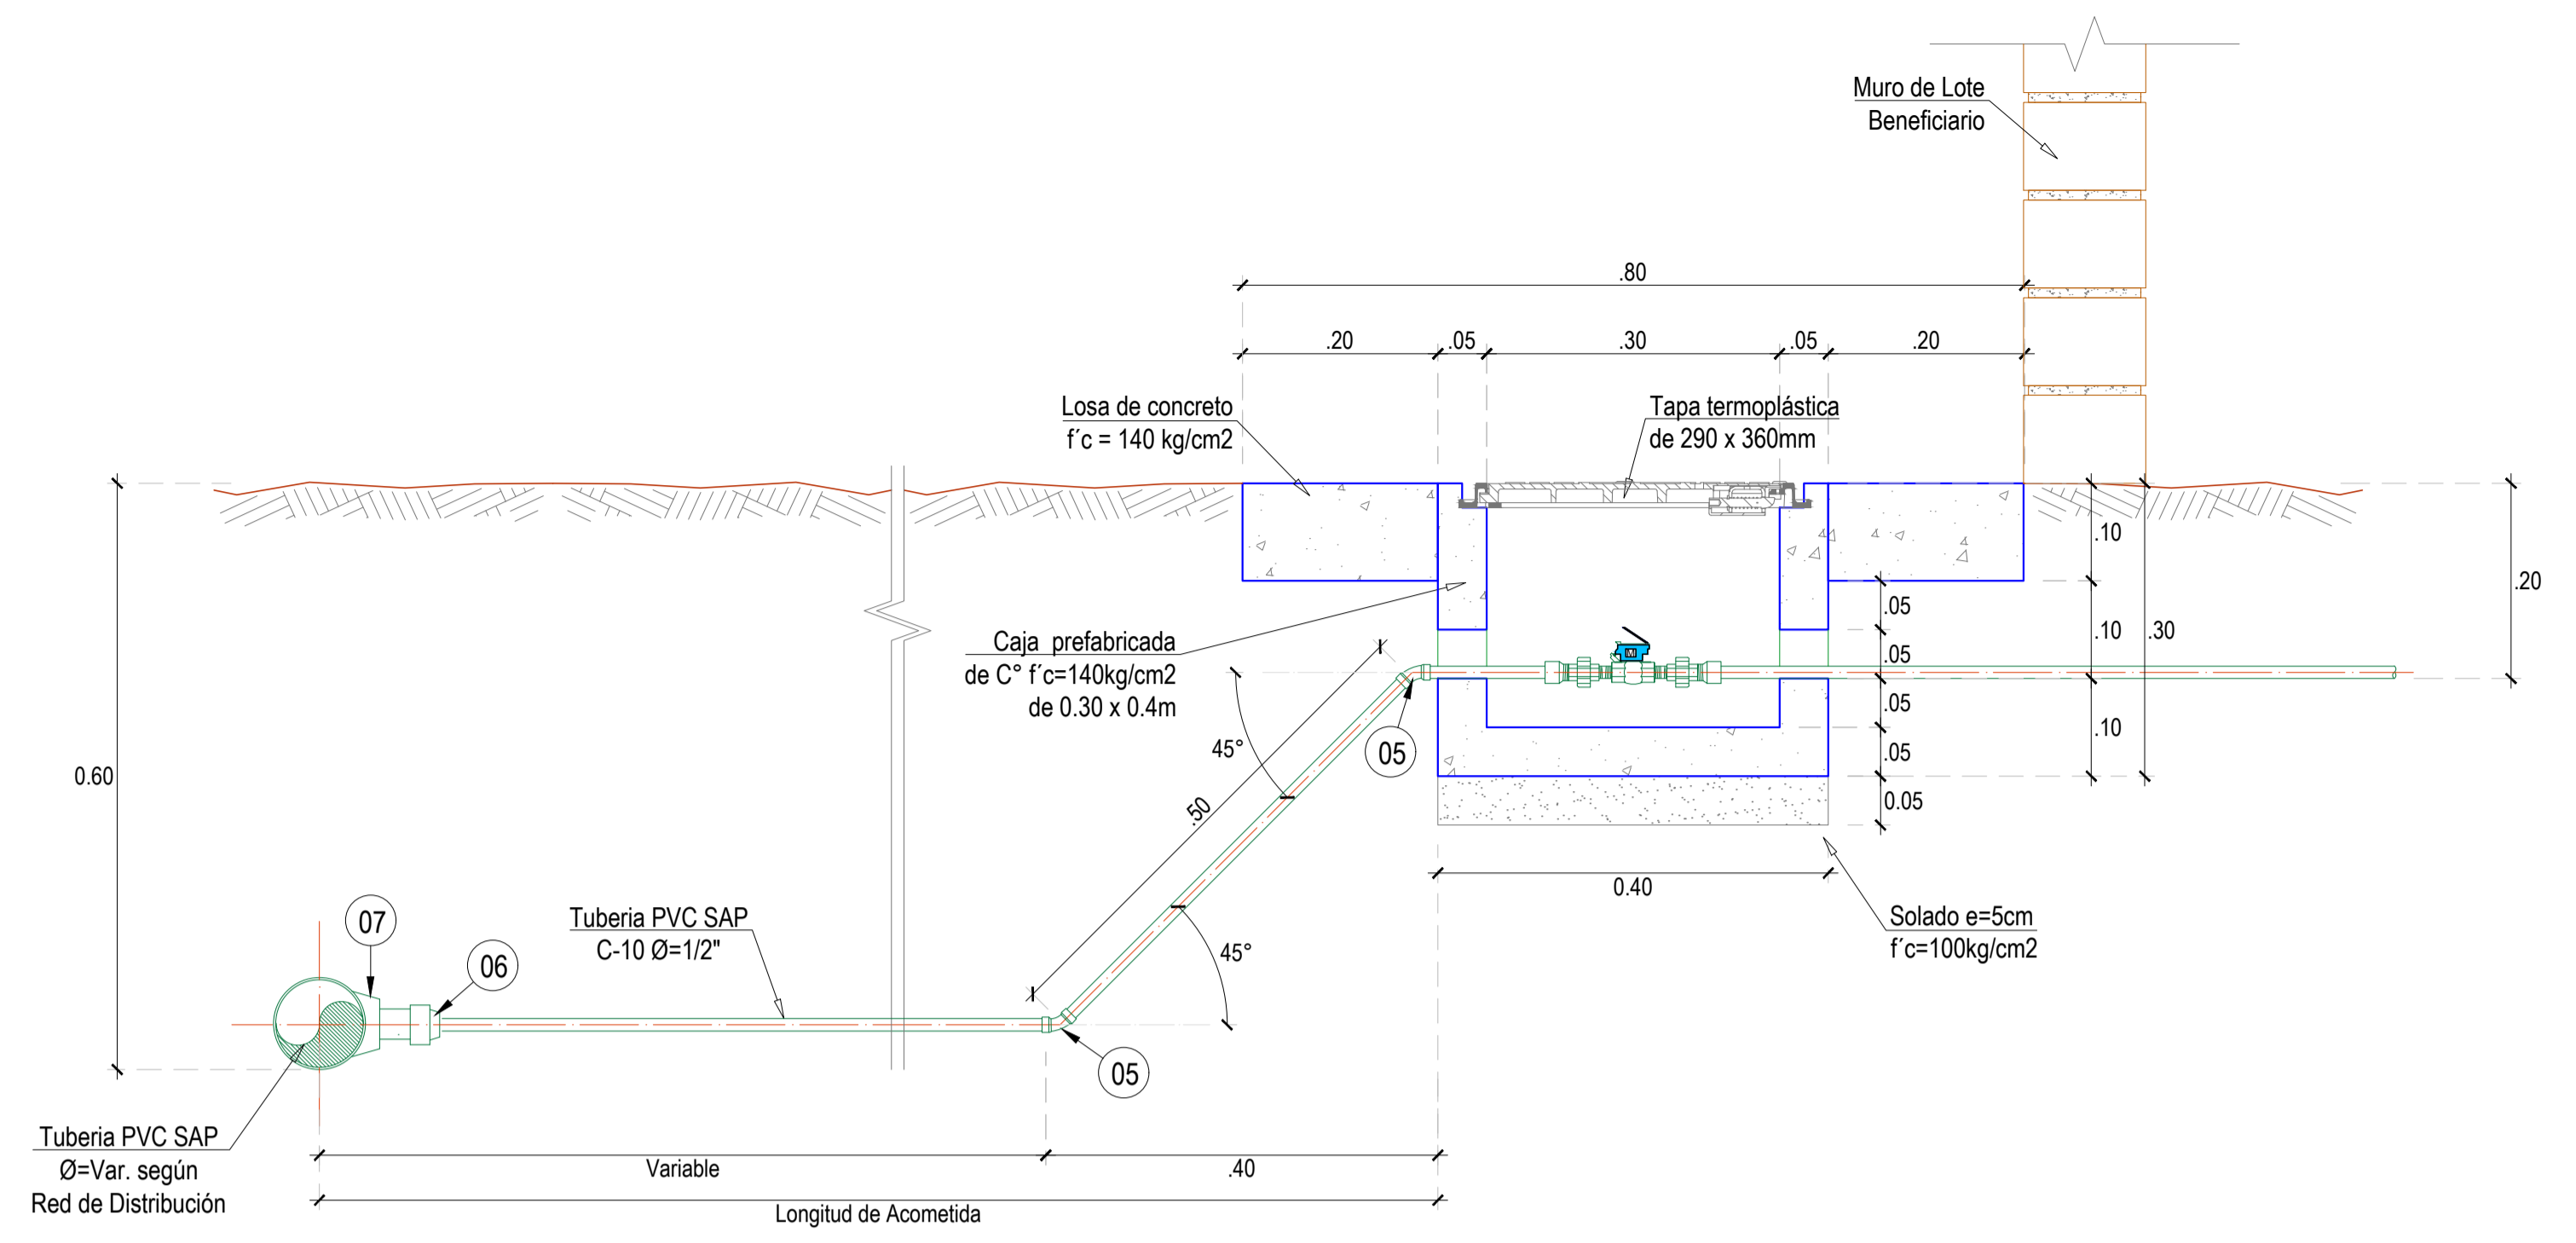 Muro de Lote
Beneficiario
.80
.20
.05
.30
.05
.20
Losa de concreto
f´c = 140 kg/cm2
Tapa termoplástica
de 290 x 360mm
.10
.20
.05
Caja prefabricada
de C° f´c=140kg/cm2
de 0.30 x 0.4m
.05
.10
.30
M
.05
.10
45°
05
.05
0.60
0.05
.50
0.40
07
Tuberia PVC SAP
C-10 Ø=1/2"
06
45°
Solado e=5cm
f´c=100kg/cm2
05
Tuberia PVC SAP
Ø=Var. según
Red de Distribución
Variable
.40
Longitud de Acometida